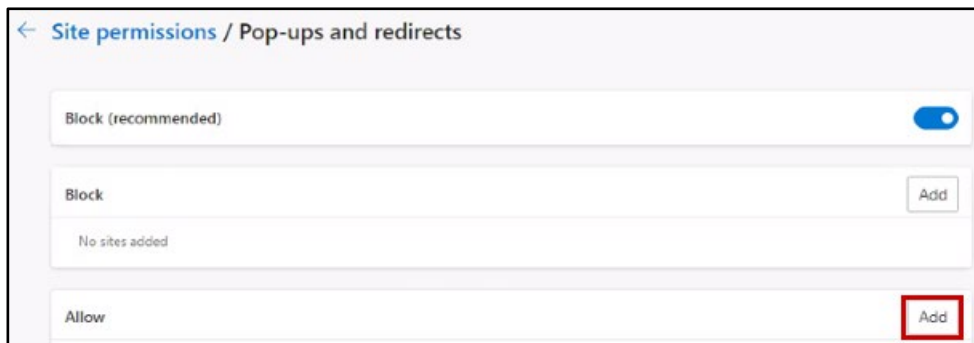 Site permissions / Pop-ups and redirects
Block (recommended)
Block Add
No sites added
Allow Add